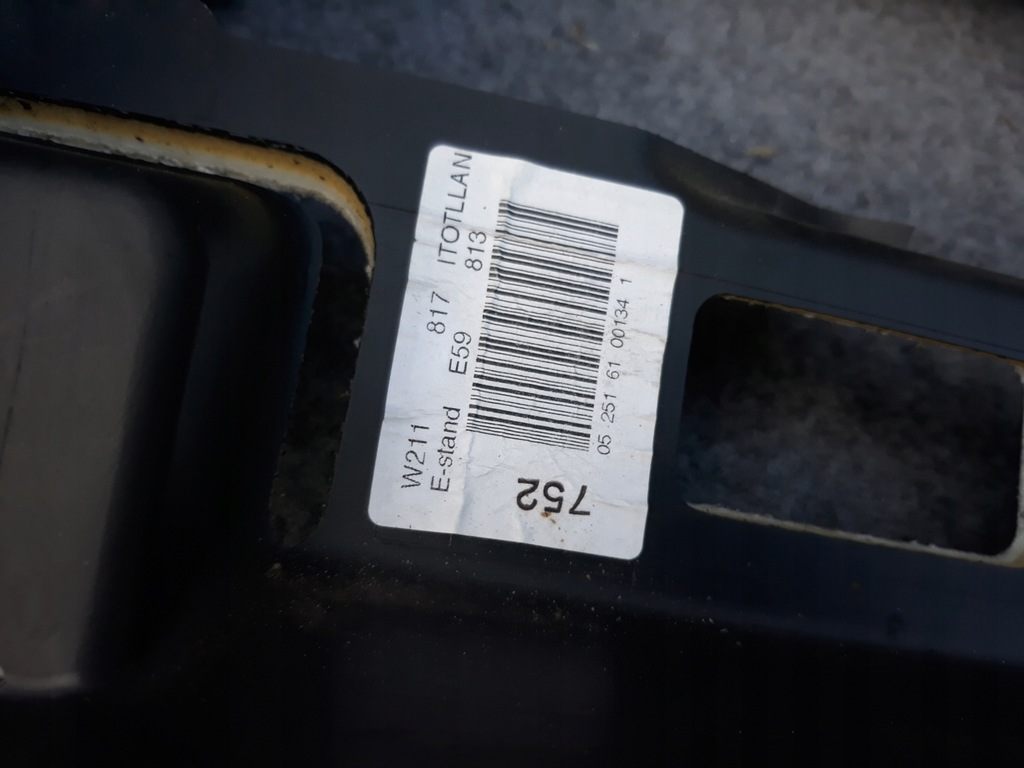 W211 817 ITOTLLAN
E-stand E59 813
05 251 61 00134 1
752